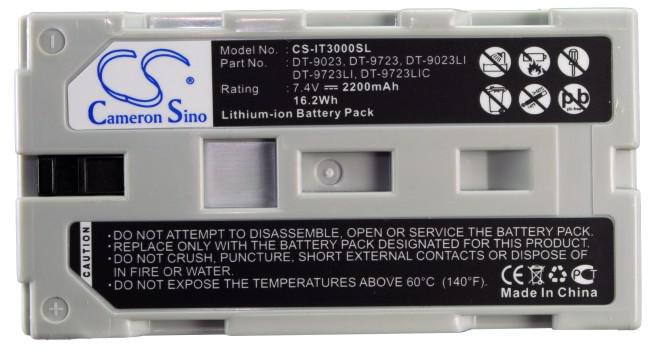 CS
Cameron Sino
Model No. : CS-IT3000SL
Part No. : DT-9023, DT-9723, DT-9023LI
DT-9723LI, DT-9723LIC
Rating : 7.4V⎓ 2200mAh
16.2Wh
Lithium-ion Battery Pack
pb
CAUTION
·DO NOT ATTEMPT TO DISASSEMBLE, OPEN OR SERVICE THE BATTERY PACK.
·REPLACE ONLY WITH BATTERY PACK DESIGNATED FOR THIS PRODUCT.
·DO NOT CRUSH, PUNCTURE, SHORT EXTERNAL CONTACTS OR DISPOSE OF
IN FIRE OR WATER.
·DO NOT EXPOSE THE TEMPERATURE ABOVE 60°C (140°F).
CE PG
Made In China